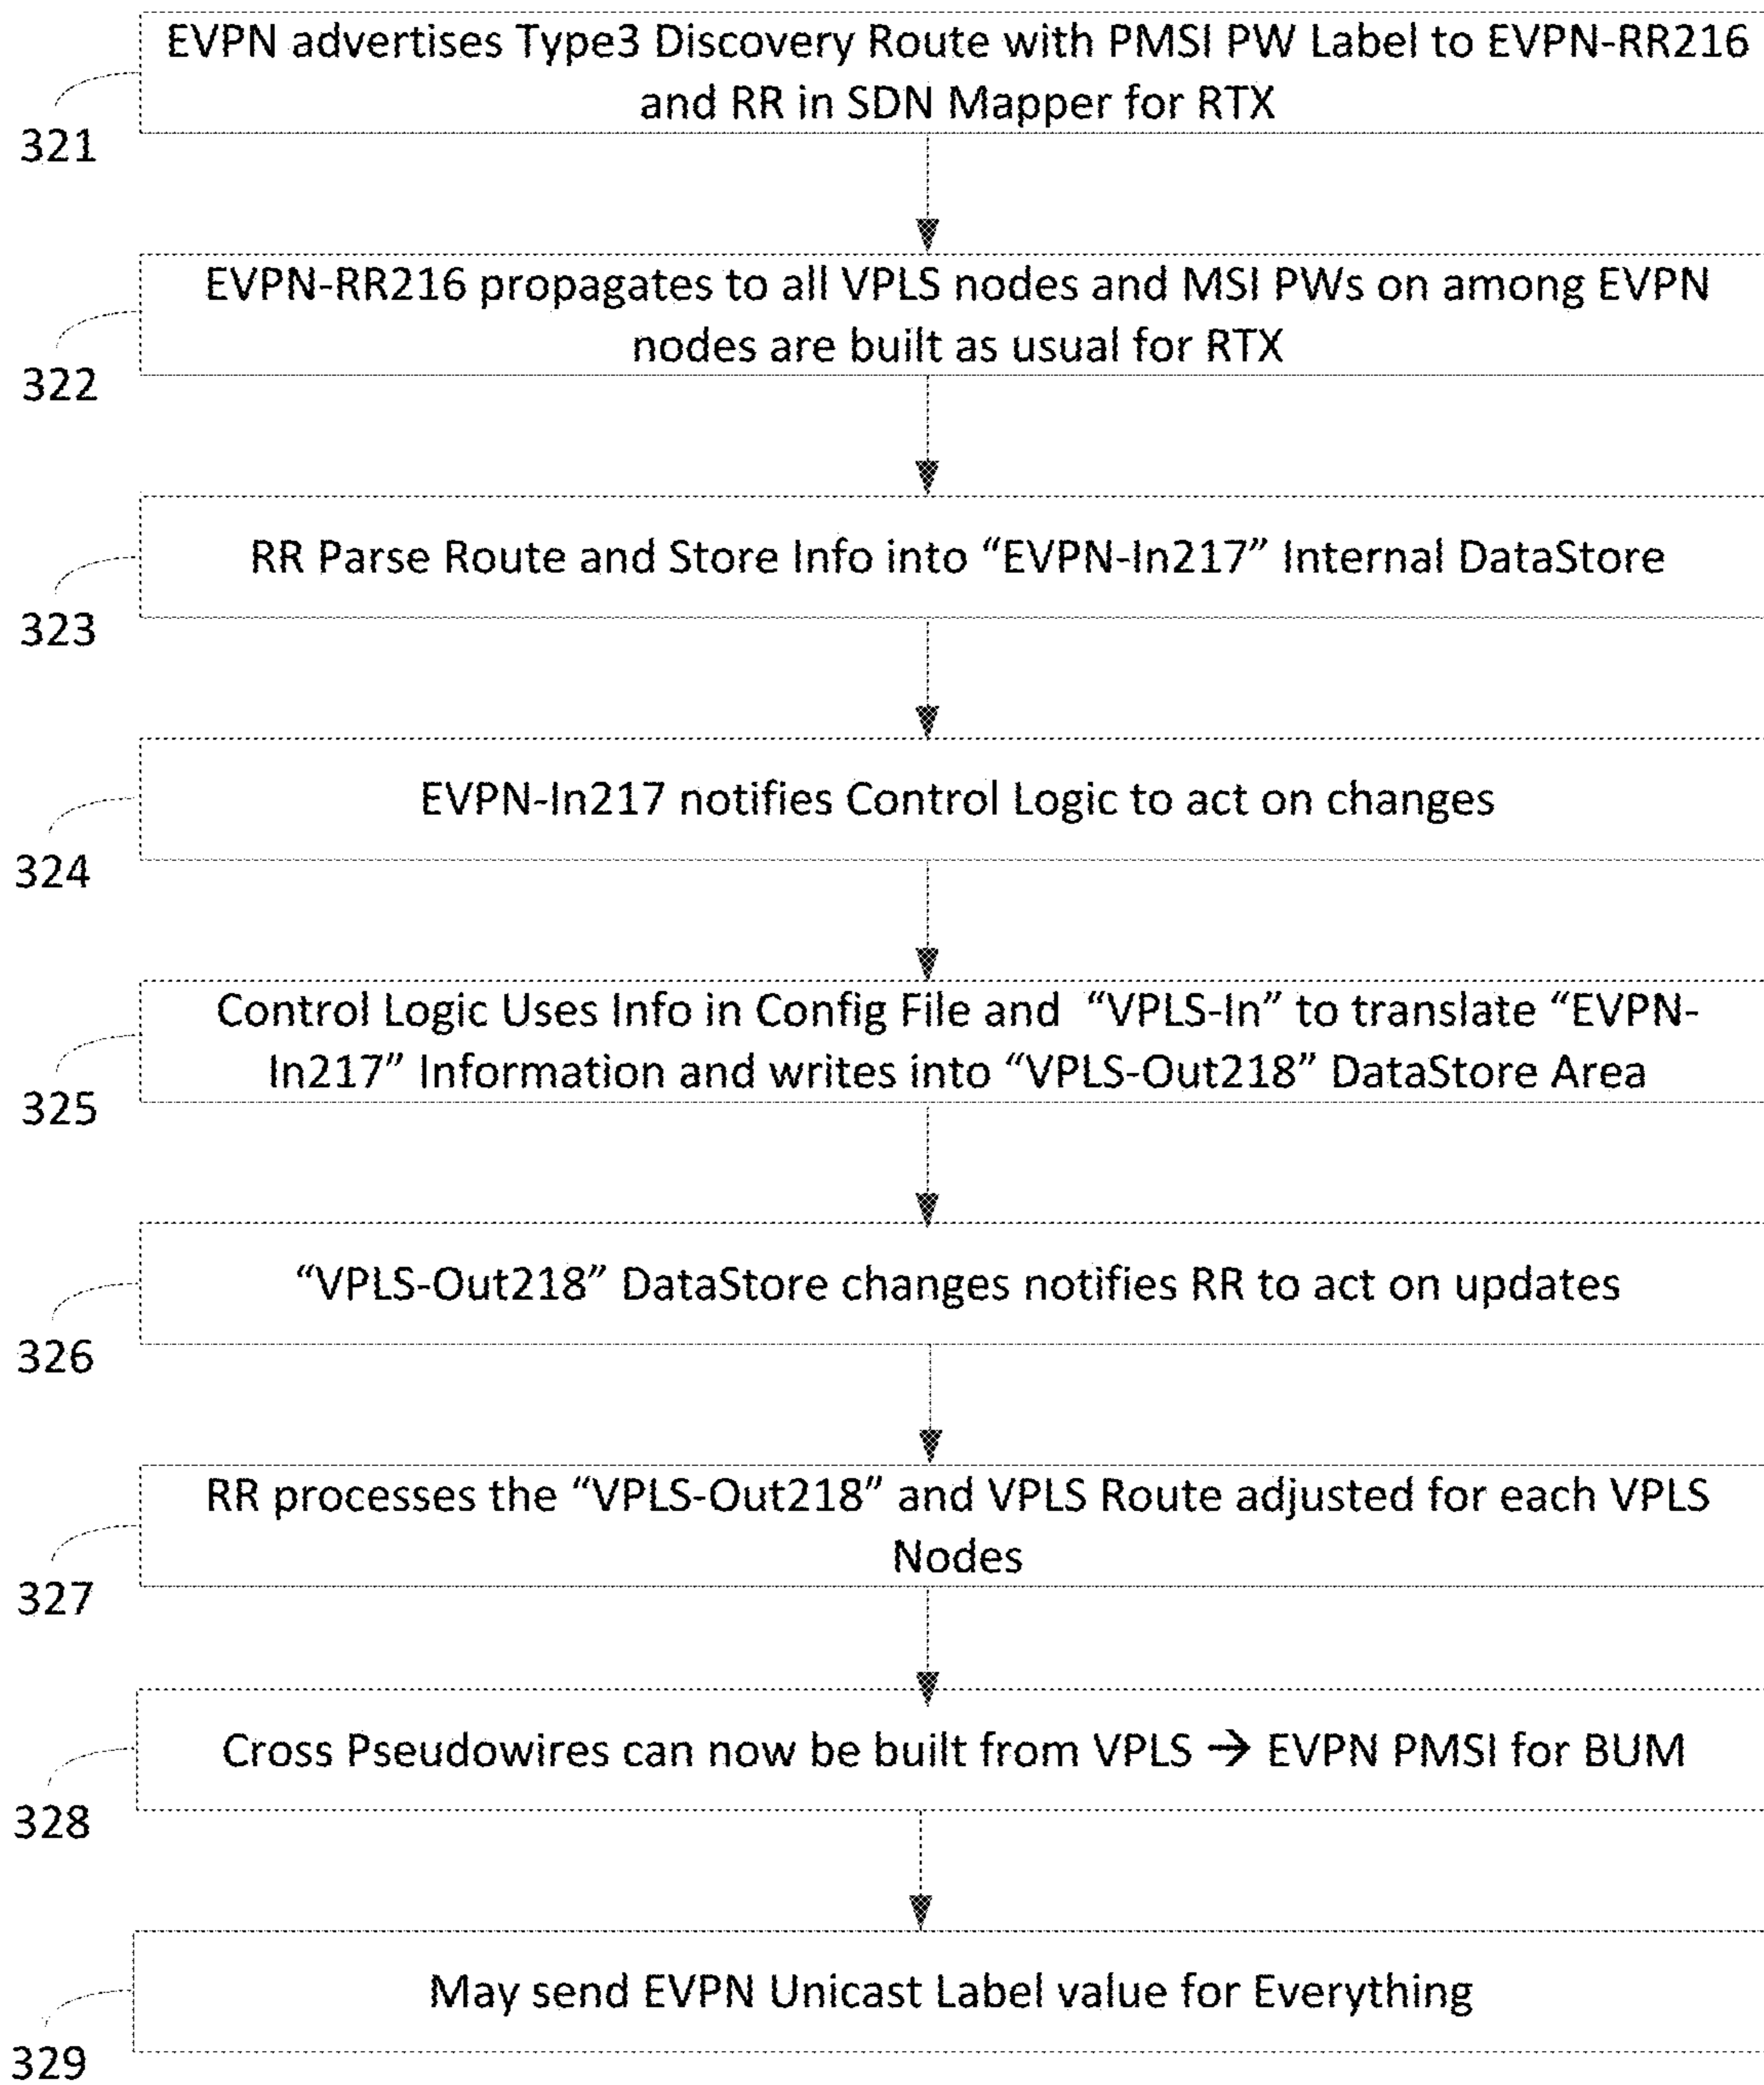 EVPN advertises Type3 Discovery Route with PMSI PW Label to EVPN-RR216
and RR in SDN Mapper for RTX
321
EVPN-RR216 propagates to all VPLS nodes and MSI PWs on among EVPN
nodes are built as usual for RTX
322
RR Parse Route and Store Info into “EVPN-In217” Internal DataStore
323
EVPN-In217 notifies Control Logic to act on changes
324
Control Logic Uses Info in Config File and “VPLS-In” to translate “EVPN-
In217” Information and writes into “VPLS-Out218” DataStore Area
325
“VPLS-Out218” DataStore changes notifies RR to act on updates
326
RR processes the “VPLS-Out218” and VPLS Route adjusted for each VPLS
Nodes
327
Cross Pseudowires can now be built from VPLS → EVPN PMSI for BUM
328
May send EVPN Unicast Label value for Everything
329